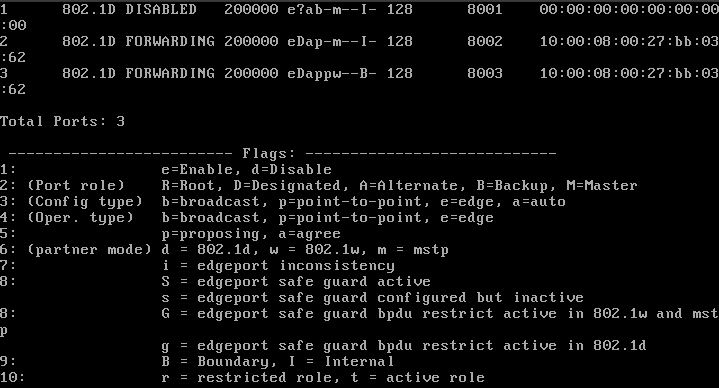 1      802.1D DISABLED   200000 e?ab-m--I- 128     8001    00:00:00:00:00:00:00
:00
2      802.1D FORWARDING 200000 eDap-m--I- 128     8002    10:00:08:00:27:bb:03
:62
3      802.1D FORWARDING 200000 eDappw--B- 128     8003    10:00:08:00:27:bb:03
:62
Total Ports: 3
------------------------- Flags: ----------------------------
1:                e=Enable, d=Disable
2: (Port role)    R=Root, D=Designated, A=Alternate, B=Backup, M=Master
3: (Config type)  b=broadcast, p=point-to-point, e=edge, a=auto
4: (Oper. type)   b=broadcast, p=point-to-point, e=edge
5:                p=proposing, a=agree
6: (partner mode) d = 802.1d, w = 802.1w, m = mstp
7:                i = edgeport inconsistency
8:                S = edgeport safe guard active
                  s = edgeport safe guard configured but inactive
8:                G = edgeport safe guard bpdu restrict active in 802.1w and mst
p
                  g = edgeport safe guard bpdu restrict active in 802.1d
9:                B = Boundary, I = Internal
10:               r = restricted role, t = active role